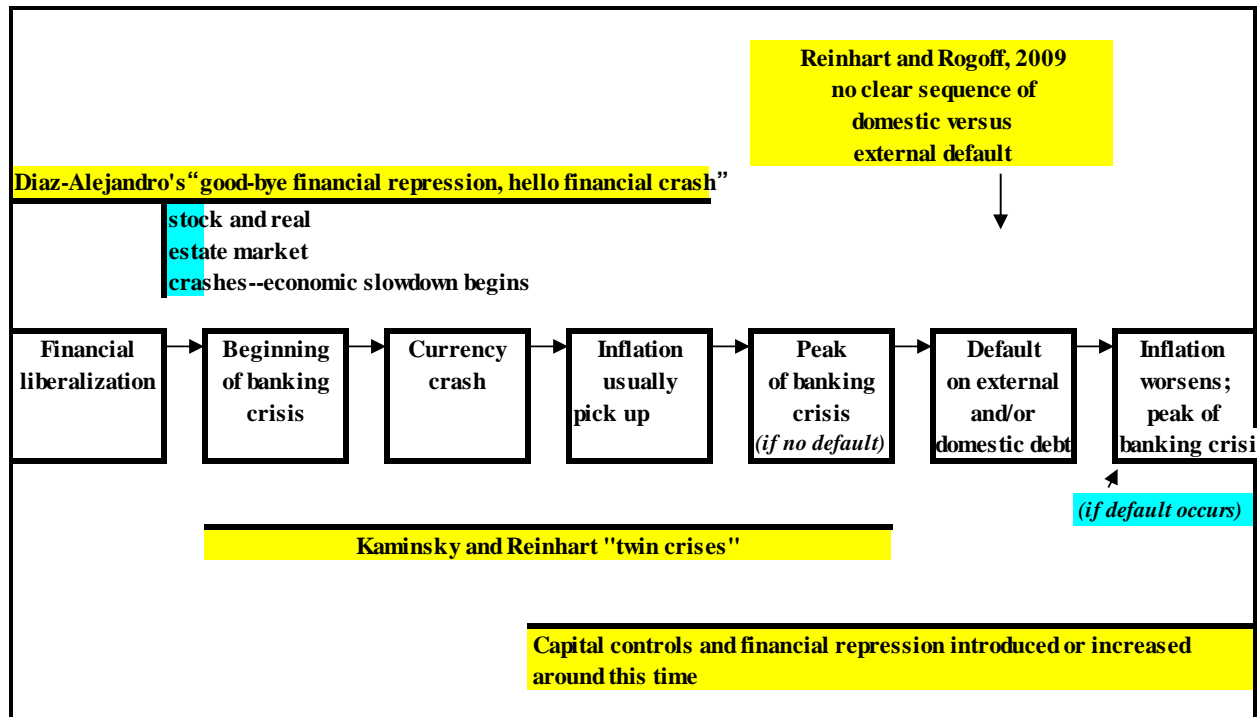 Reinhart and Rogoff, 2009
no clear sequence of
domestic versus
external default
Diaz-Alejandro's“good-bye financial repression, hello financial crash”
stock and real
estate market
crashes--economic slowdown begins
Financial
liberalization
Beginning
of banking
crisis
Currency
crash
Inflation
usually
pick up
Peak
of banking
crisis
(if no default)
Default
on external
and/or
domestic debt
Inflation
worsens;
peak of
banking crisi
(if default occurs)
Kaminsky and Reinhart "twin crises"
Capital controls and financial repression introduced or increased
around this time